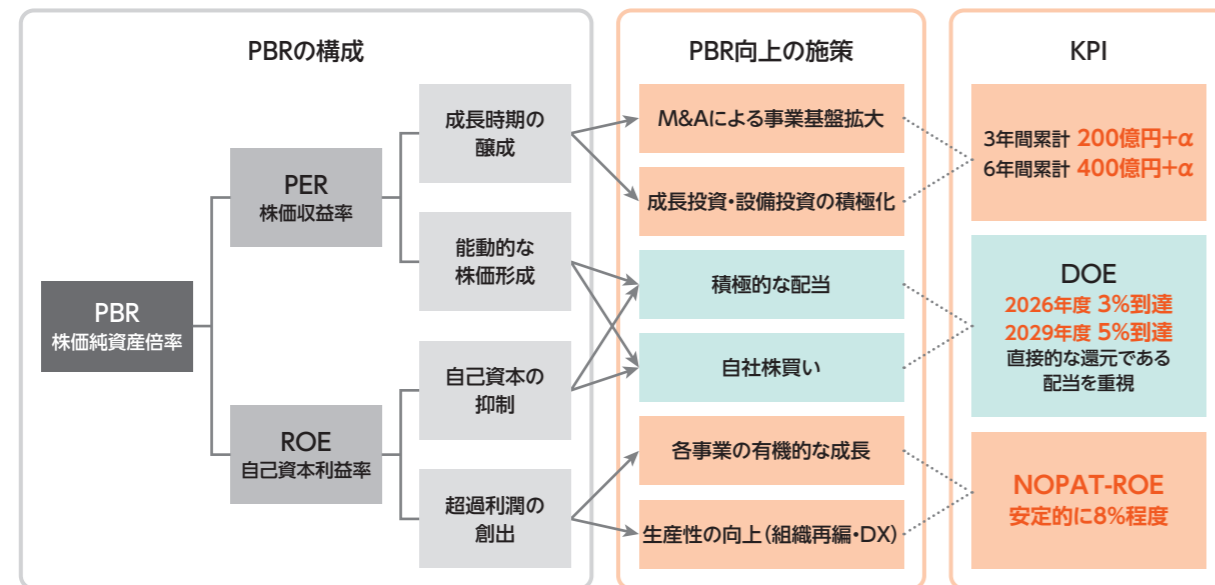 PBRの構成
PBR
株価純資産倍率
PER
株価収益率
ROE
自己資本利益率
成長時期の
醸成
能動的な
株価形成
自己資本の
抑制
超過利潤の
創出
PBR向上の施策
M&Aによる事業基盤拡大
成長投資・設備投資の積極化
積極的な配当
自社株買い
各事業の有機的な成長
生産性の向上(組織再編・DX)
KPI
3年間累計 200億円+α
6年間累計 400億円+α
DOE
2026年度 3%到達
2029年度 5%到達
直接的な還元である
配当を重視
NOPAT-ROE
安定的に8%程度